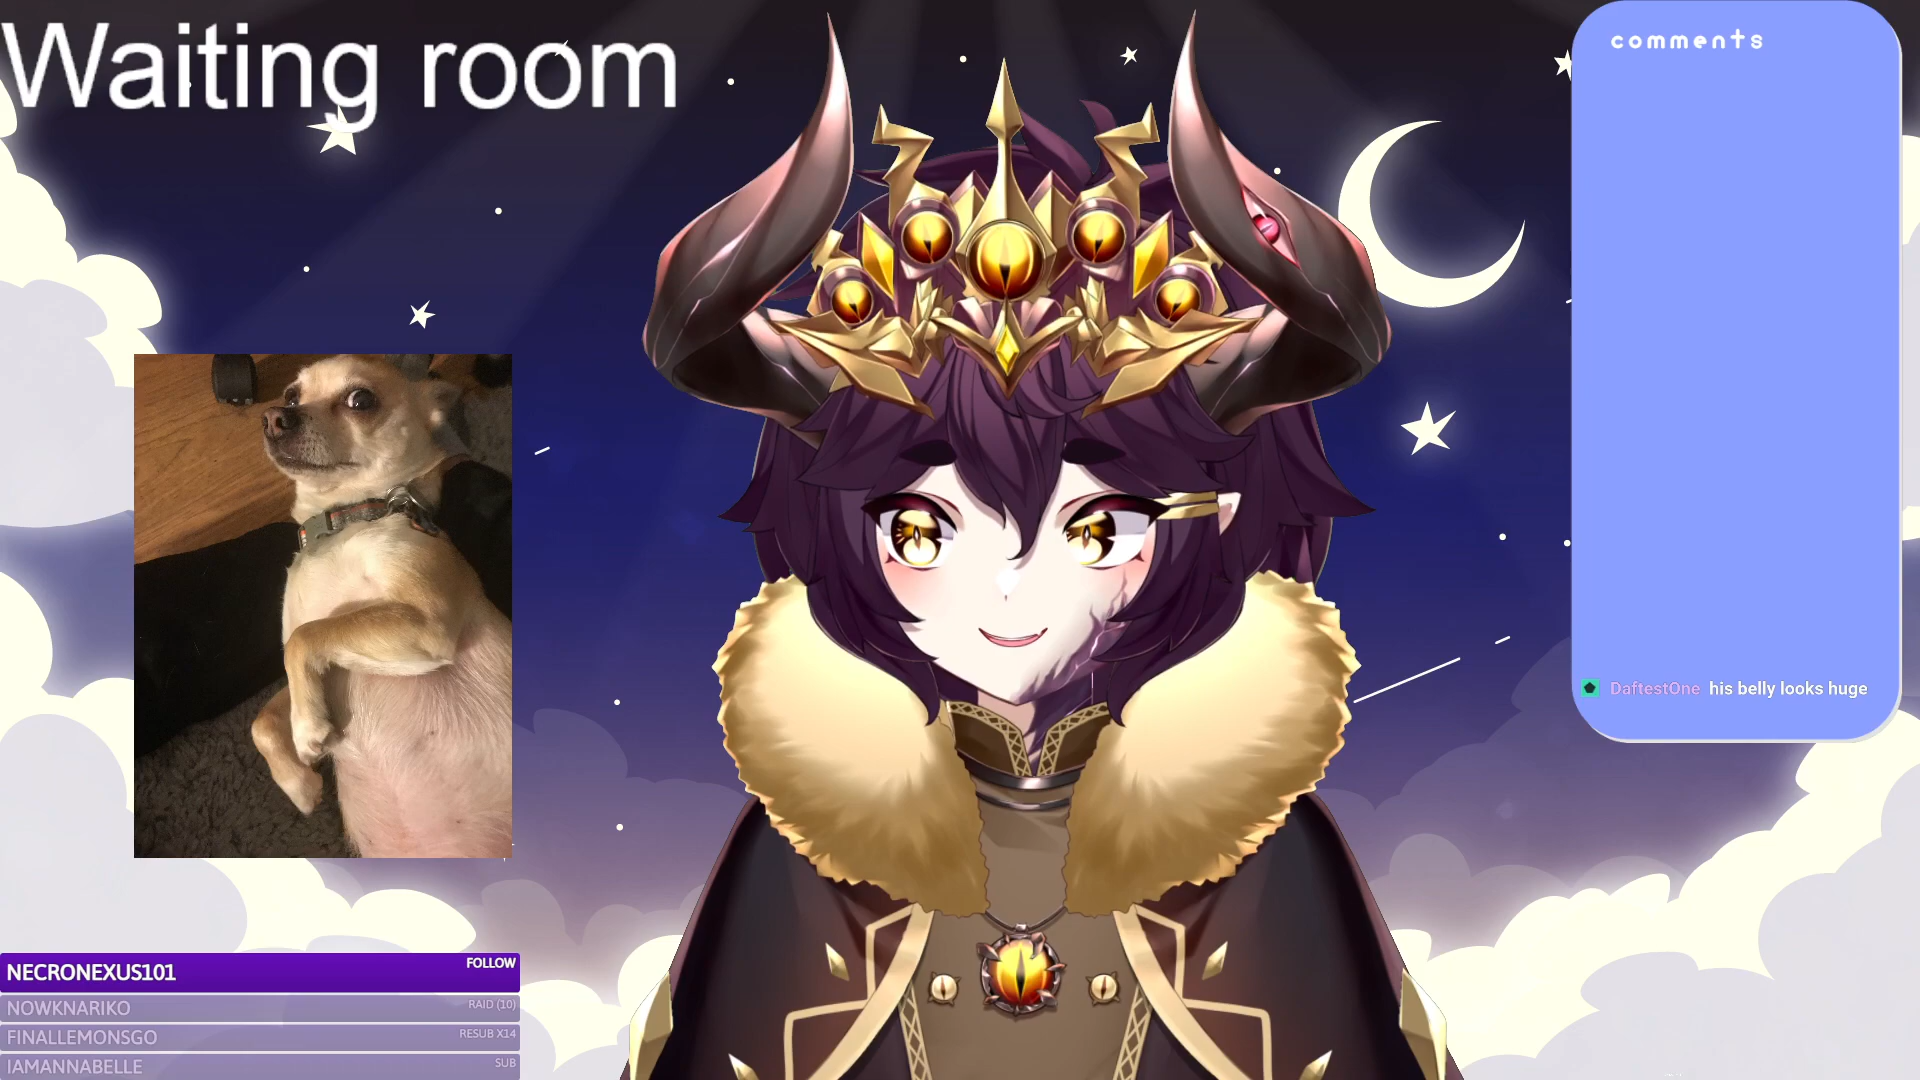 Waiting room
comments
DaftestOne his belly looks huge
NECRONEXUS101 FOLLOW
NOWKNARIKO RAID (10)
FINALLEMONSGO RESUB X14
IAMANNABELLE SUB